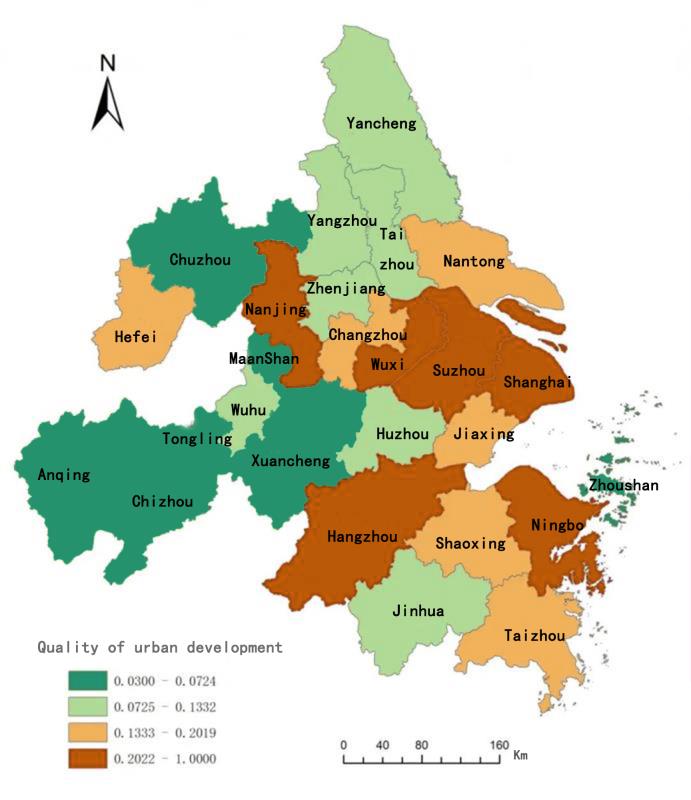 N
Yancheng
Yangzhou
Tai
zhou
Chuzhou
Nantong
Zhenjiang
Nanjing
Hefei
Changzhou
MaanShan
Wuxi
Suzhou
Shanghai
Wuhu
Tongling
Huzhou
Jiaxing
Xuancheng
Anqing
Chizhou
Zhoushan
Hangzhou
Ningbo
Shaoxing
Jinhua
Taizhou
Quality of urban development
0.0300 - 0.0724
0.0725 - 0.1332
0.1333 - 0.2019
0.2022 - 1.0000
0 40 80 160
Km